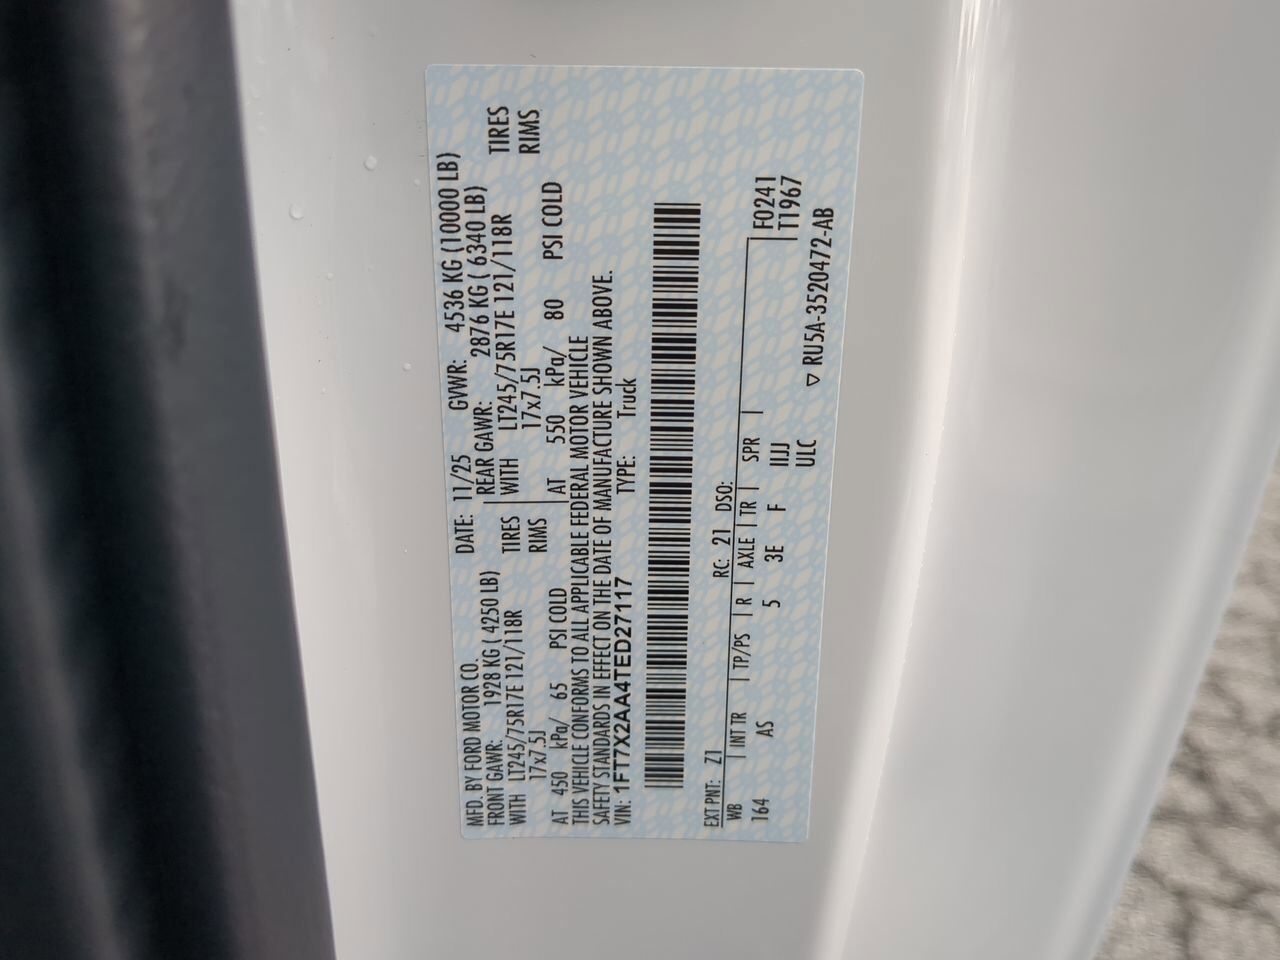 MFD. BY FORD MOTOR CO. DATE: 11/25 GVWR: 4536 KG (10000 LB)
FRONT GAWR: 1928 KG ( 4250 LB) REAR GAWR: 2876 KG ( 6340 LB)
WITH LT245/75R17E 121/118R TIRES WITH LT245/75R17E 121/118R TIRES
17x7.5J RIMS 17x7.5J RIMS
AT 450 kPa/ 65 PSI COLD AT 550 kPa/ 80 PSI COLD
THIS VEHICLE CONFORMS TO ALL APPLICABLE FEDERAL MOTOR VEHICLE
SAFETY STANDARDS IN EFFECT ON THE DATE OF MANUFACTURE SHOWN ABOVE.
VIN: 1FT7X2AA4TED27117 TYPE: Truck
EXT PNT: Z1 RC: 21 DSO:
WB INT TR TP/PS R AXLE TR SPR F0241
164 AS 5 3E F IIJJ T1967
ULC ▽ RU5A-3520472-AB